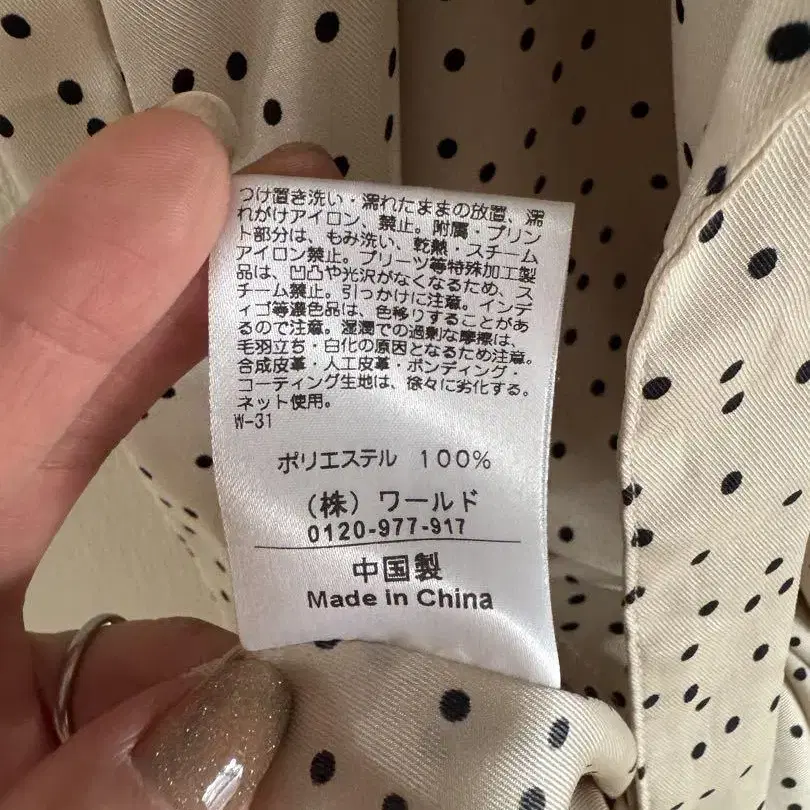 つけ置き洗い・濡れたままの放置、濡
れがけアイロン、禁止。附属・プリン
ト部分は、もみ洗い、乾熱・スチーム
アイロン禁止。プリーツ等特殊加工製
品は、凹凸や光沢がなくなるため、ス
チーム禁止。引っかけに注意。インデ
ィゴ等濃色品は、色移りすることがあ
るので注意。湿潤での過剰な摩擦は、
毛羽立ち・白化の原因となるため注意。
合成皮革・人工皮革・ボンディング・
コーティング生地は、徐々に劣化する。
ネット使用。
W-31
ポリエステル 100%
(株) ワールド
0120-977-917
中国製
Made in China